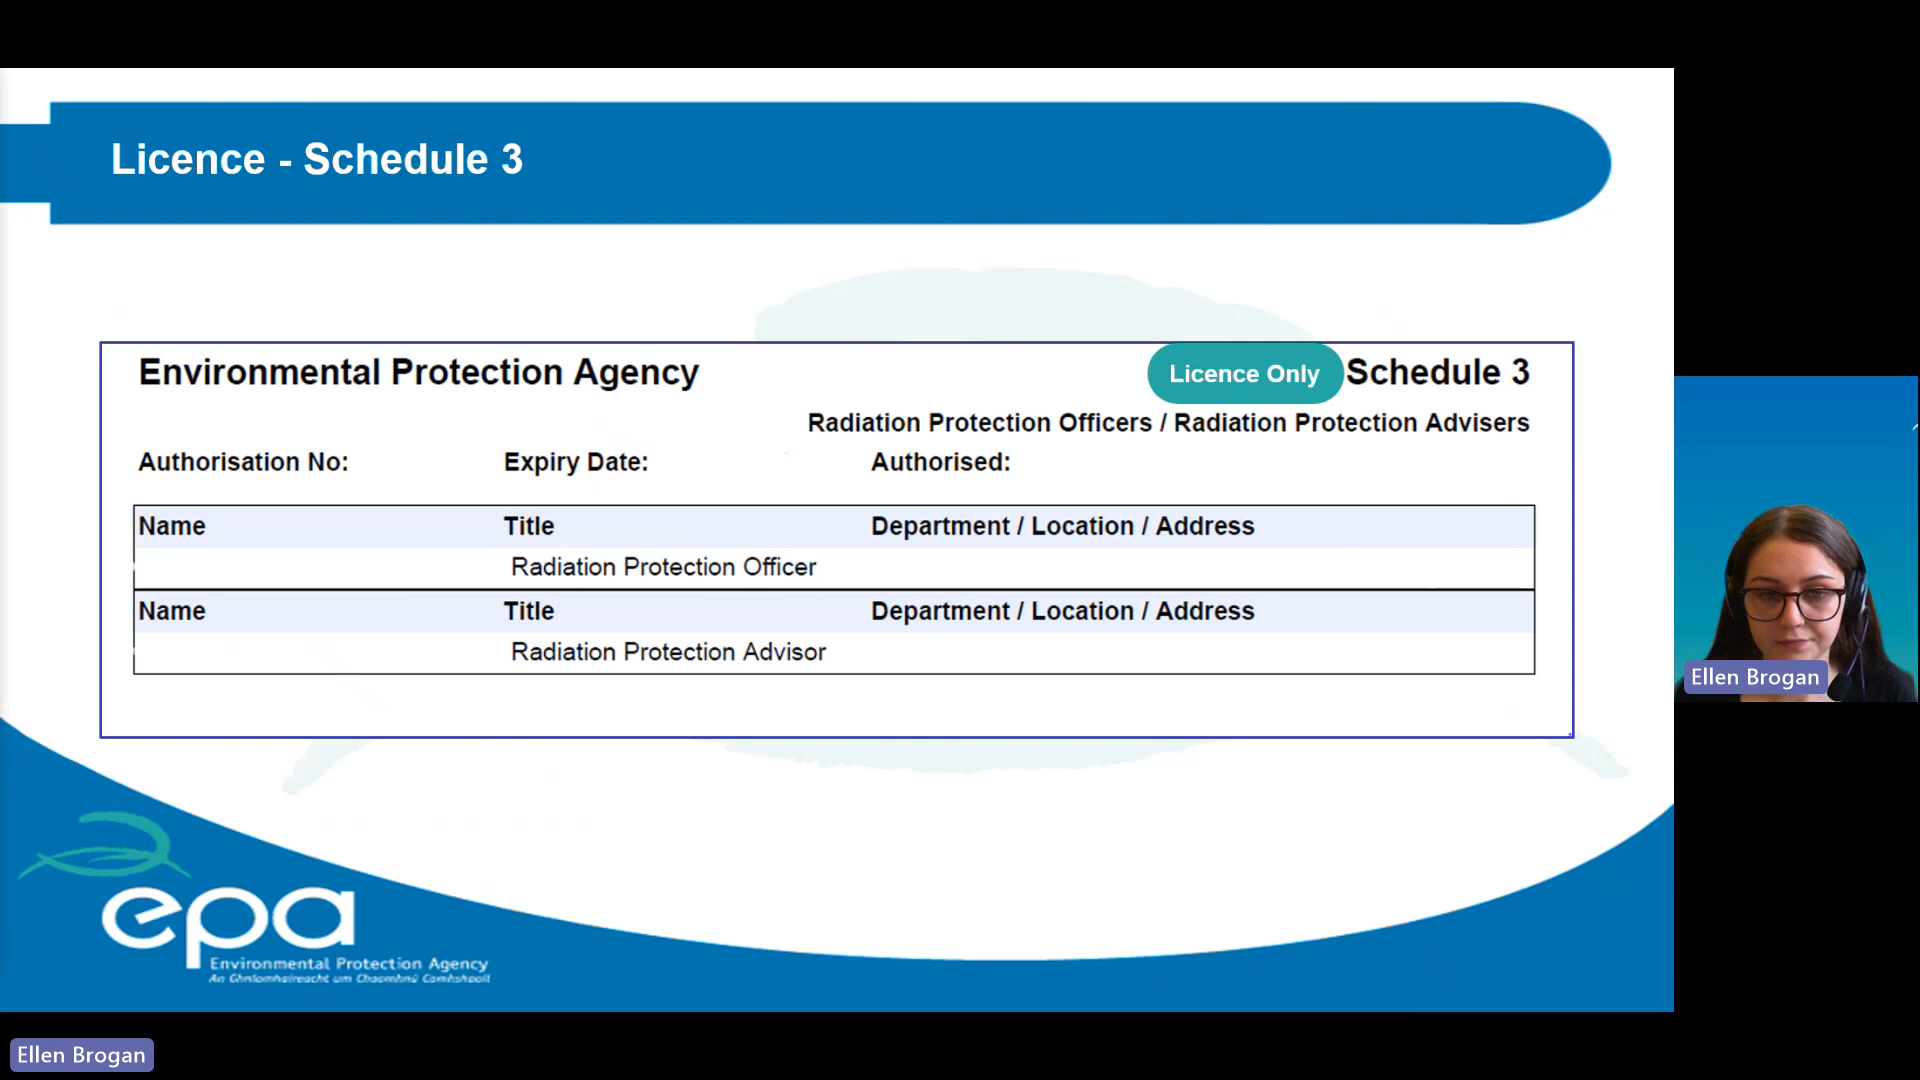 Licence - Schedule 3
Environmental Protection Agency
Licence Only
Schedule 3
Radiation Protection Officers / Radiation Protection Advisers
Authorisation No: Expiry Date: Authorised:
Name Title Department / Location / Address
Radiation Protection Officer
Name Title Department / Location / Address
Radiation Protection Advisor
Ellen Brogan
epa
Environmental Protection Agency
An Ghníomhaireacht um Chaomhnú Comhshaoil
Ellen Brogan